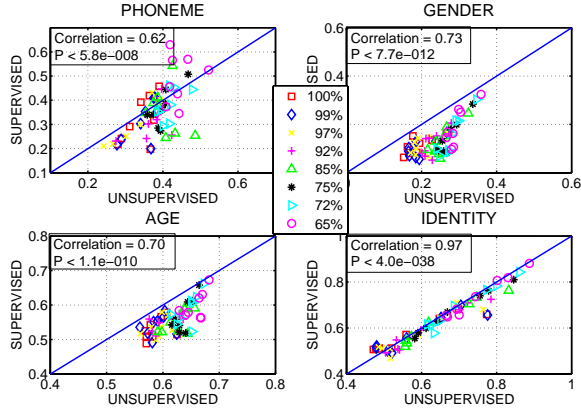 PHONEME
GENDER
Correlation = 0.62
P < 5.8e−008
Correlation = 0.73
P < 7.7e−012
SUPERVISED
0.7
0.6
0.5
0.4
0.3
0.2
0.1
0.2
0.4
0.6
UNSUPERVISED
SUPERVISED
0.6
0.4
0.2
0
0.2
0.4
0.6
UNSUPERVISED
100%
99%
97%
92%
85%
75%
72%
65%
AGE
IDENTITY
Correlation = 0.70
P < 1.1e−010
Correlation = 0.97
P < 4.0e−038
SUPERVISED
0.8
0.7
0.6
0.5
0.4
0.4
0.5
0.6
0.7
0.8
UNSUPERVISED
SUPERVISED
1
0.8
0.6
0.4
0.4
0.6
0.8
1
UNSUPERVISED